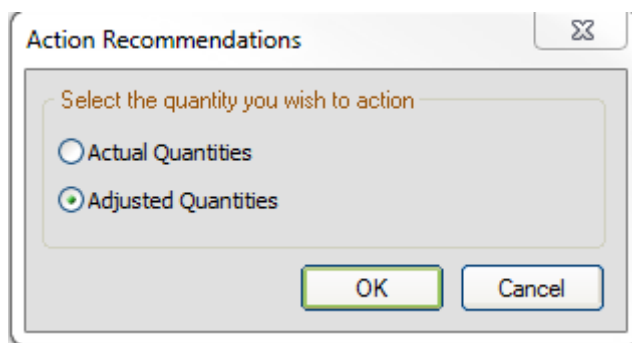 Action Recommendations
Select the quantity you wish to action
Actual Quantities
Adjusted Quantities
OK
Cancel